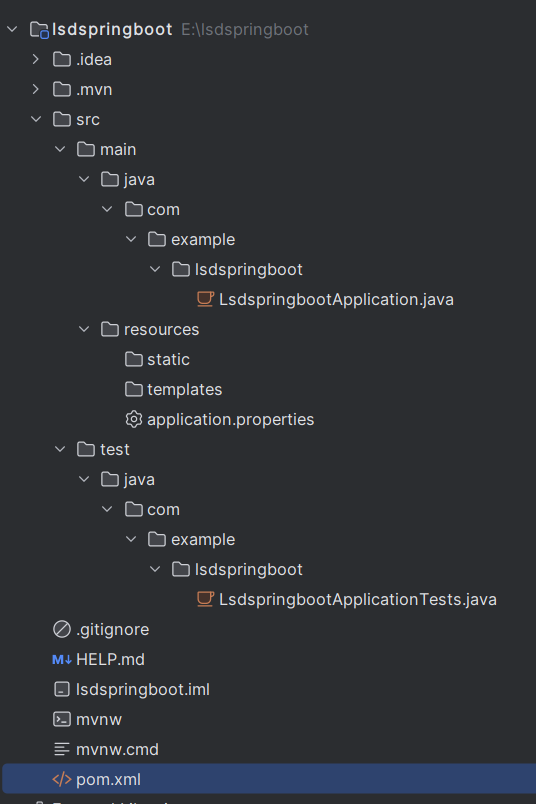 lsdspringboot E:\lsdspringboot
.idea
.mvn
src
main
java
com
example
lsdspringboot
LsdspringbootApplication.java
resources
static
templates
application.properties
test
java
com
example
lsdspringboot
LsdspringbootApplicationTests.java
.gitignore
M↓ HELP.md
lsdspringboot.iml
mvnw
mvnw.cmd
</> pom.xml